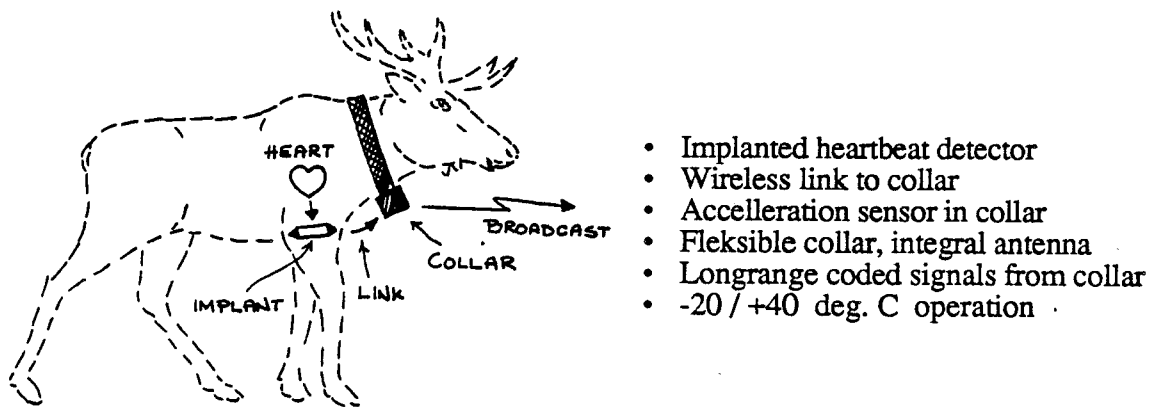 HEART
BROADCAST
COLLAR
LINK
IMPLANT
• Implanted heartbeat detector
• Wireless link to collar
• Accelleration sensor in collar
• Fleksible collar, integral antenna
• Longrange coded signals from collar
• -20 / +40 deg. C operation